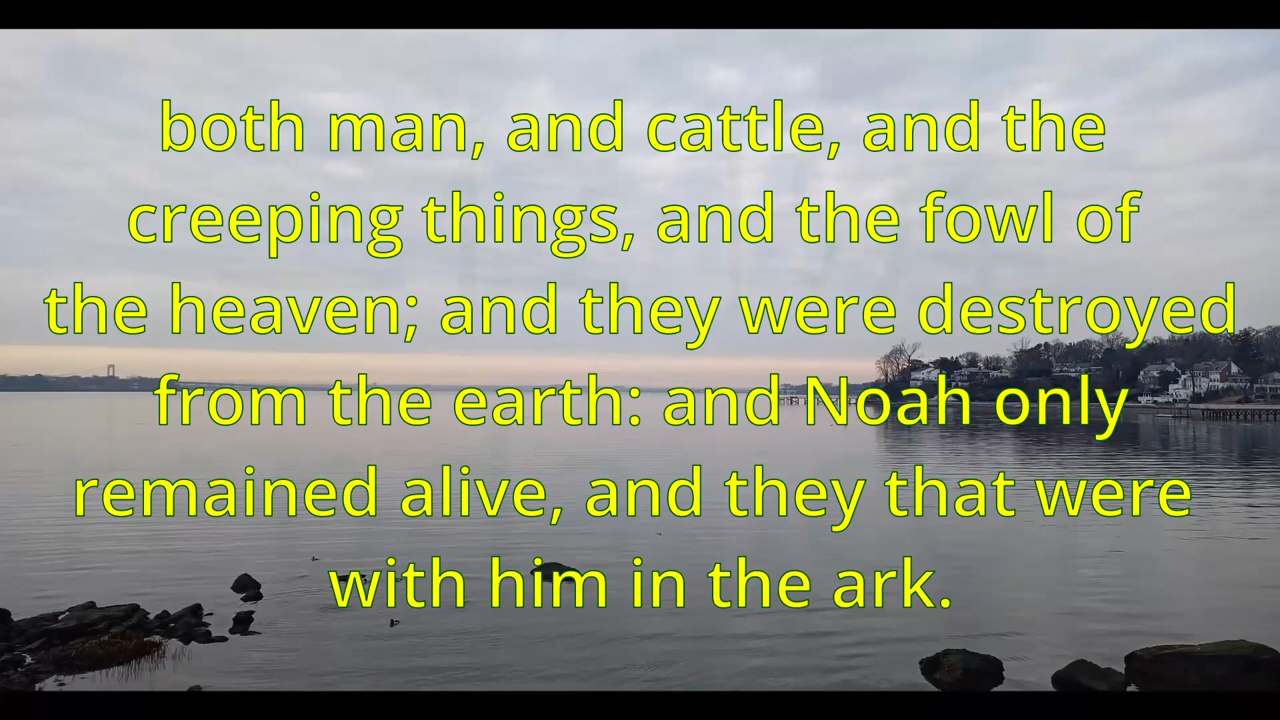 both man, and cattle, and the
creeping things, and the fowl of
the heaven; and they were destroyed
from the earth: and Noah only
remained alive, and they that were
with him in the ark.